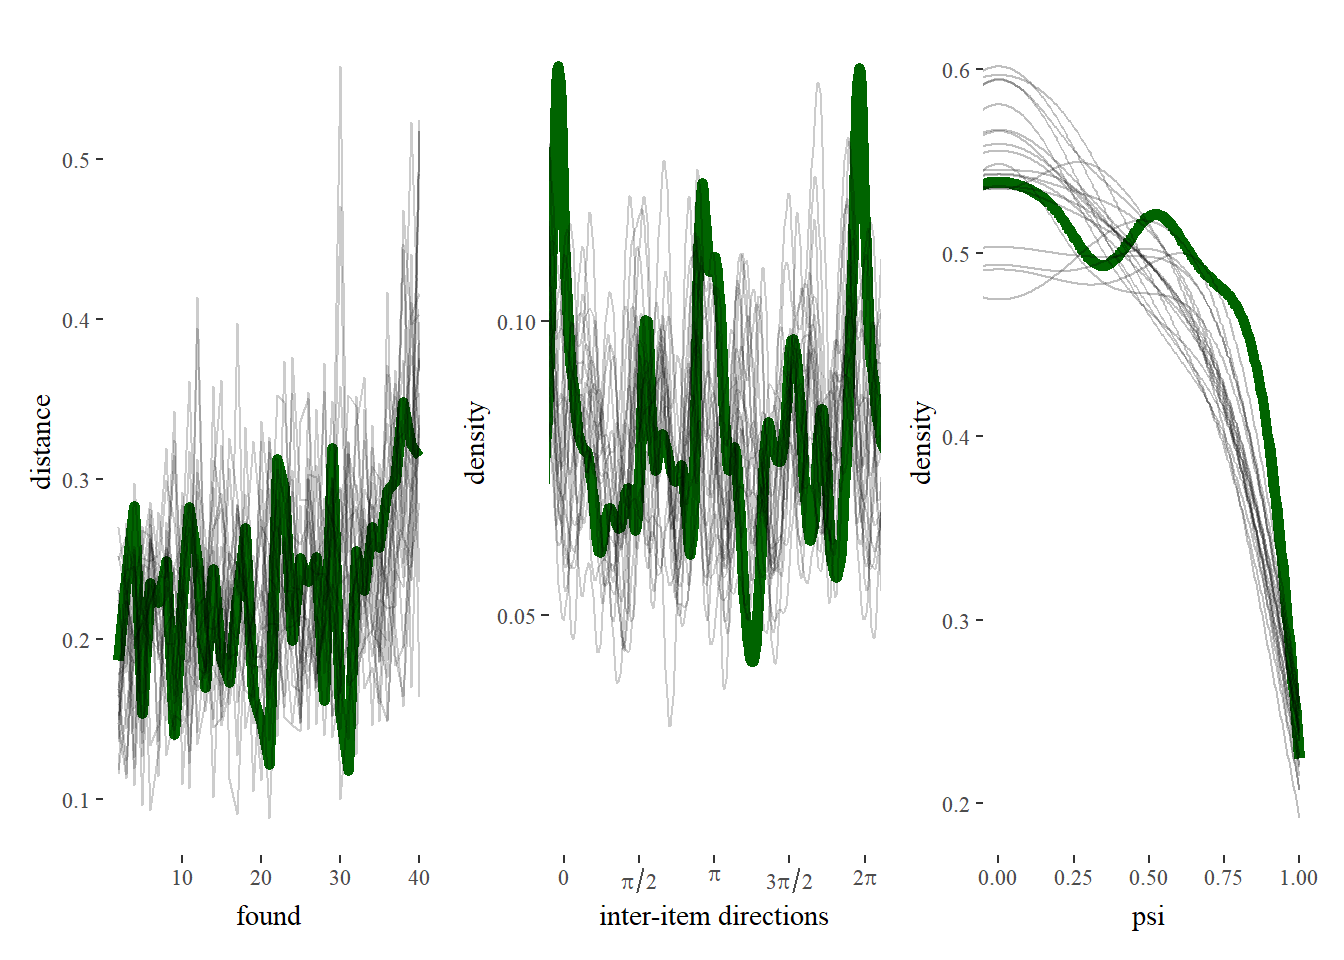 distance
0.5
0.4
0.3
0.2
0.1
10 20 30 40
found
density
0.10
0.05
0 π/2 π 3π/2 2π
inter-item directions
density
0.6
0.5
0.4
0.3
0.2
0.00 0.25 0.50 0.75 1.00
psi